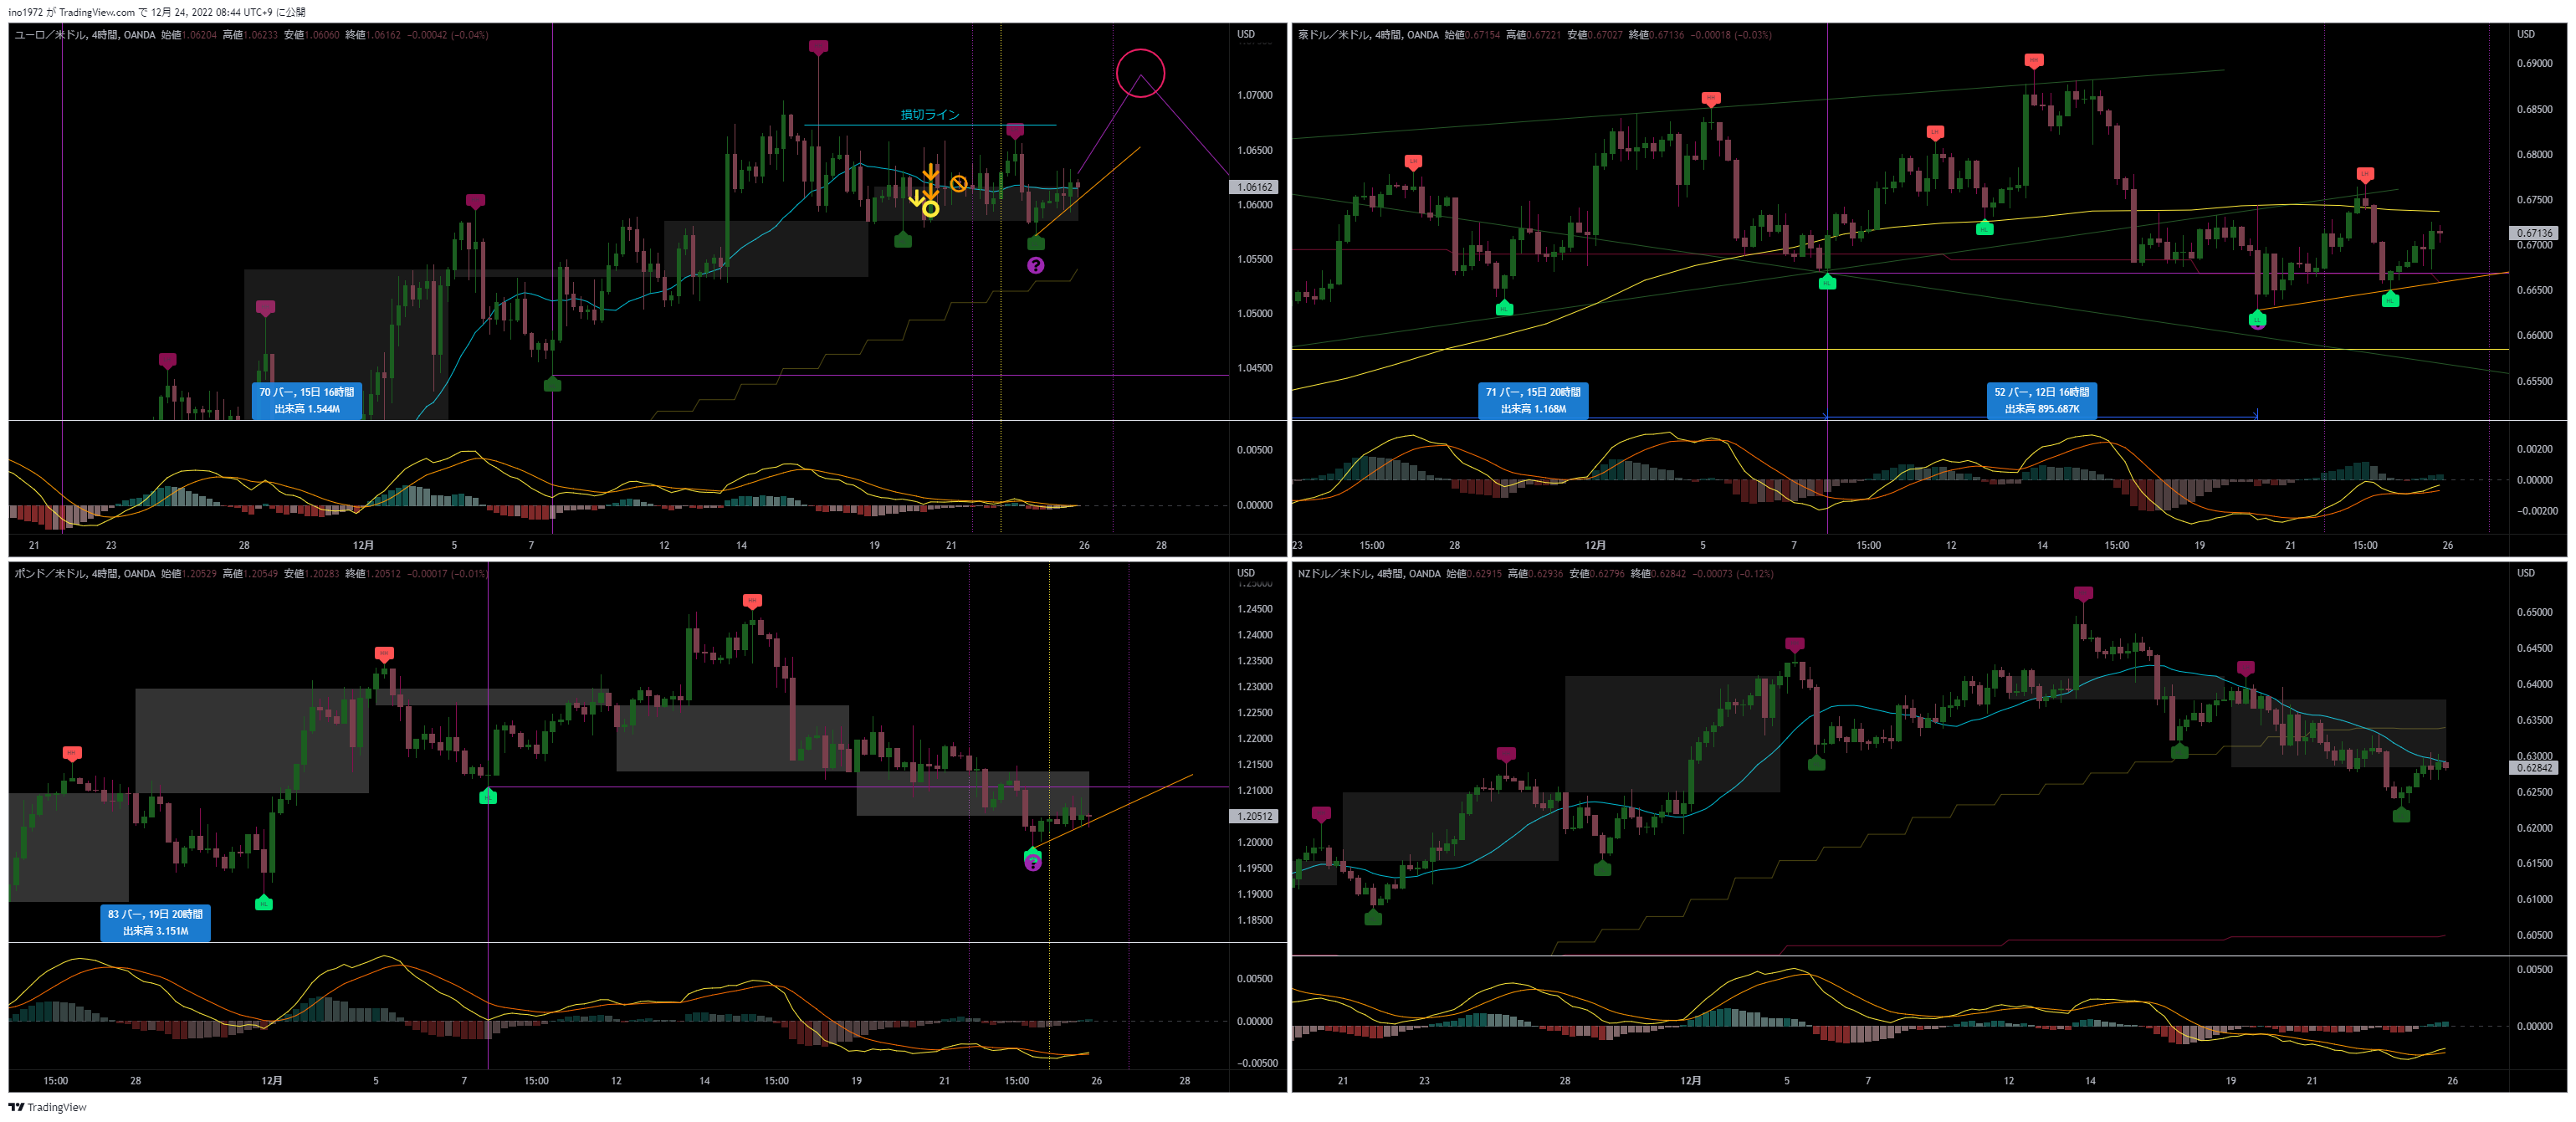 ino1972 が TradingView.com で 12月 24, 2022 08:44 UTC+9 に公開
ユーロ／米ドル, 4時間, OANDA 始値1.06204 高値1.06233 安値1.06060 終値1.06162 −0.00042 (−0.04%)
USD
損切ライン
1.07000
1.06500
1.06162
1.06000
1.05500
1.05000
1.04500
?
70 バー, 15日 16時間
出来高 1.544M
0.00500
0.00000
21 23 28 12月 5 7 12 14 19 21 26 28
豪ドル／米ドル, 4時間, OANDA 始値0.67154 高値0.67221 安値0.67027 終値0.67136 −0.00018 (−0.03%)
USD
0.69000
0.68500
0.68000
0.67500
0.67136
0.67000
0.66500
0.66000
0.65500
LH HH LH HH LH
HL HL HL LL HL
71 バー, 15日 20時間
出来高 1.168M
52 バー, 12日 16時間
出来高 895.687K
0.00200
0.00000
−0.00200
23 15:00 28 12月 5 7 15:00 12 14 15:00 19 21 15:00 26
ポンド／米ドル, 4時間, OANDA 始値1.20529 高値1.20549 安値1.20283 終値1.20512 −0.00017 (−0.01%)
USD
1.25000
1.24500
1.24000
1.23500
1.23000
1.22500
1.22000
1.21500
1.21000
1.20512
1.20000
1.19500
1.19000
1.18500
HH HH HH
HL HL
?
83 バー, 19日 20時間
出来高 3.151M
0.00500
0.00000
−0.00500
15:00 28 12月 5 7 15:00 12 14 15:00 19 21 15:00 26 28
NZドル／米ドル, 4時間, OANDA 始値0.62915 高値0.62936 安値0.62796 終値0.62842 −0.00073 (−0.12%)
USD
0.65000
0.64500
0.64000
0.63500
0.63000
0.62842
0.62500
0.62000
0.61500
0.61000
0.60500
0.00500
0.00000
21 23 28 12月 5 7 12 14 19 21 26
TradingView